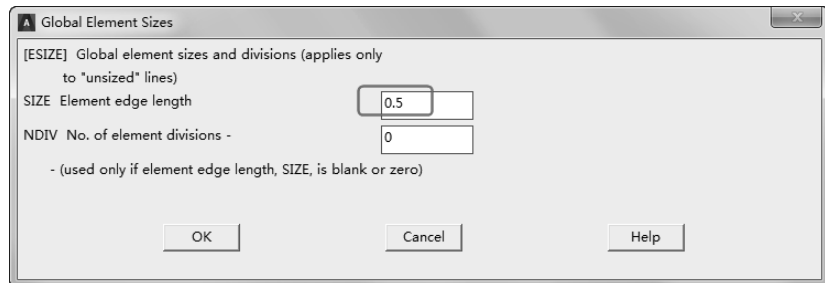 A Global Element Sizes
[ESIZE] Global element sizes and divisions (applies only
to "unsized" lines)
SIZE Element edge length 0.5
NDIV No. of element divisions - 0
- (used only if element edge length, SIZE, is blank or zero)
OK Cancel Help